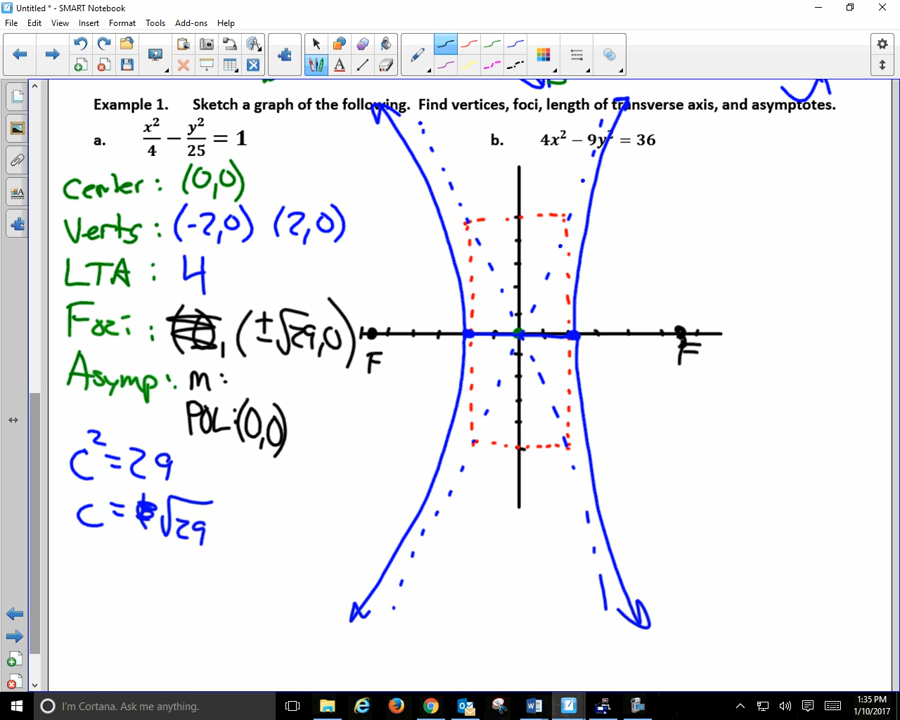 Untitled * - SMART Notebook
File Edit View Insert Format Tools Add-ons Help
Example 1. Sketch a graph of the following. Find vertices, foci, length of transverse axis, and asymptotes.
a. x²/4 − y²/25 = 1
b. 4x² − 9y² = 36
Center: (0,0)
Verts: (-2,0) (2,0)
LTA: 4
Foci: , (±√29,0)
Asymp: m:
POL:(0,0)
F
F
c²=29
c= √29
I'm Cortana. Ask me anything.
1:35 PM
1/10/2017